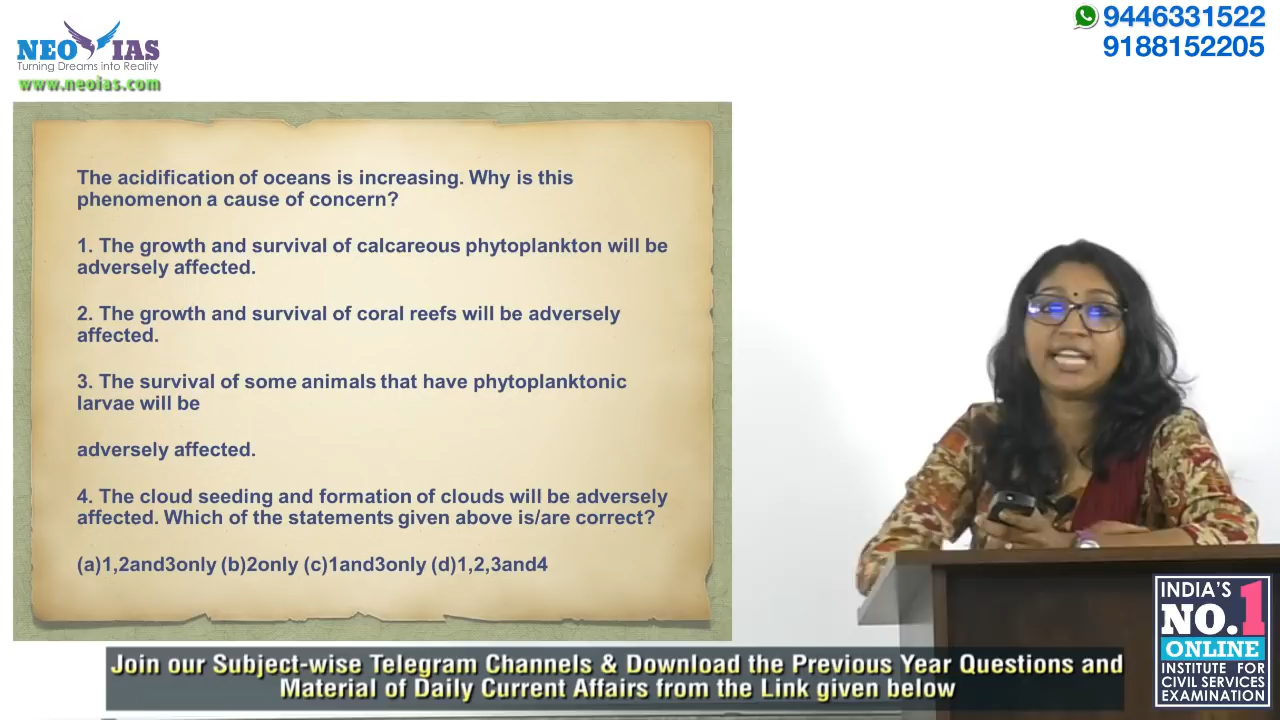 NEO IAS
Turning Dreams into Reality
www.neoias.com
9446331522
9188152205
The acidification of oceans is increasing. Why is this
phenomenon a cause of concern?
1. The growth and survival of calcareous phytoplankton will be
adversely affected.
2. The growth and survival of coral reefs will be adversely
affected.
3. The survival of some animals that have phytoplanktonic
larvae will be
adversely affected.
4. The cloud seeding and formation of clouds will be adversely
affected. Which of the statements given above is/are correct?
(a)1,2and3only (b)2only (c)1and3only (d)1,2,3and4
INDIA'S
NO.1
ONLINE
INSTITUTE FOR
CIVIL SERVICES
EXAMINATION
Join our Subject-wise Telegram Channels & Download the Previous Year Questions and
Material of Daily Current Affairs from the Link given below